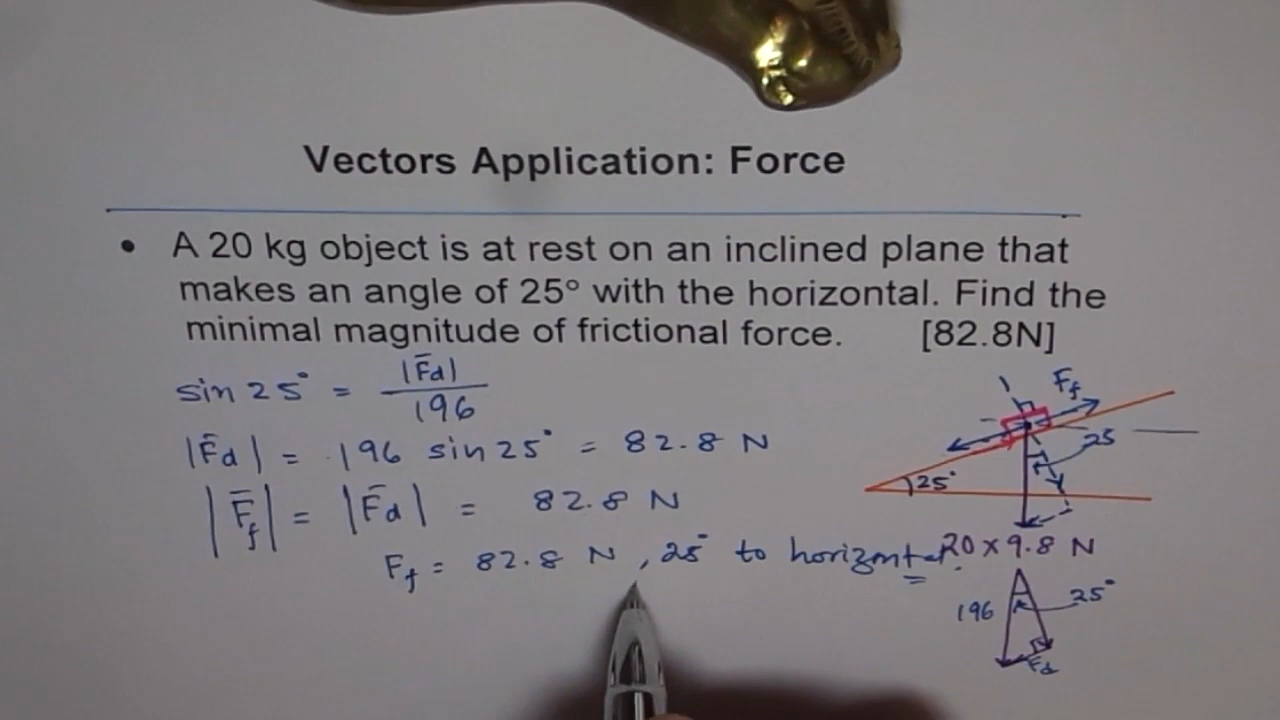 Vectors Application: Force
• A 20 kg object is at rest on an inclined plane that
makes an angle of 25° with the horizontal. Find the
minimal magnitude of frictional force. [82.8N]
sin 25° = |F̄d| / 196
|F̄d| = 196 sin 25° = 82.8 N
|F̄f| = |F̄d| = 82.8 N
Ff = 82.8 N, 25° to horizontal.
Ff
25
25°
20 × 9.8 N
196
25°
Fd